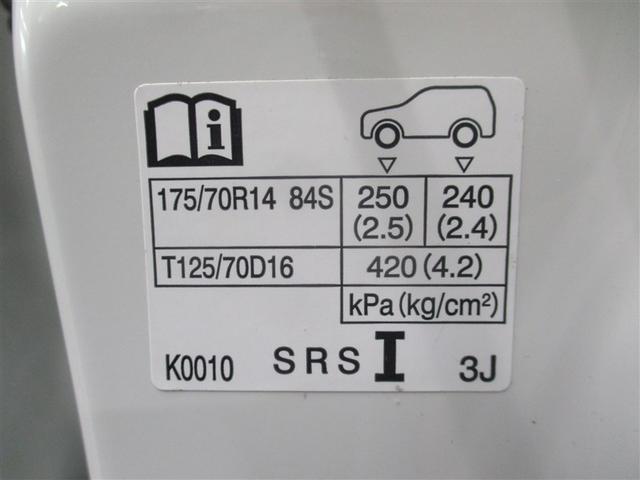 175/70R14 84S 250 (2.5) 240 (2.4)
T125/70D16 420 (4.2)
kPa (kg/cm²)
K0010 SRS I 3J